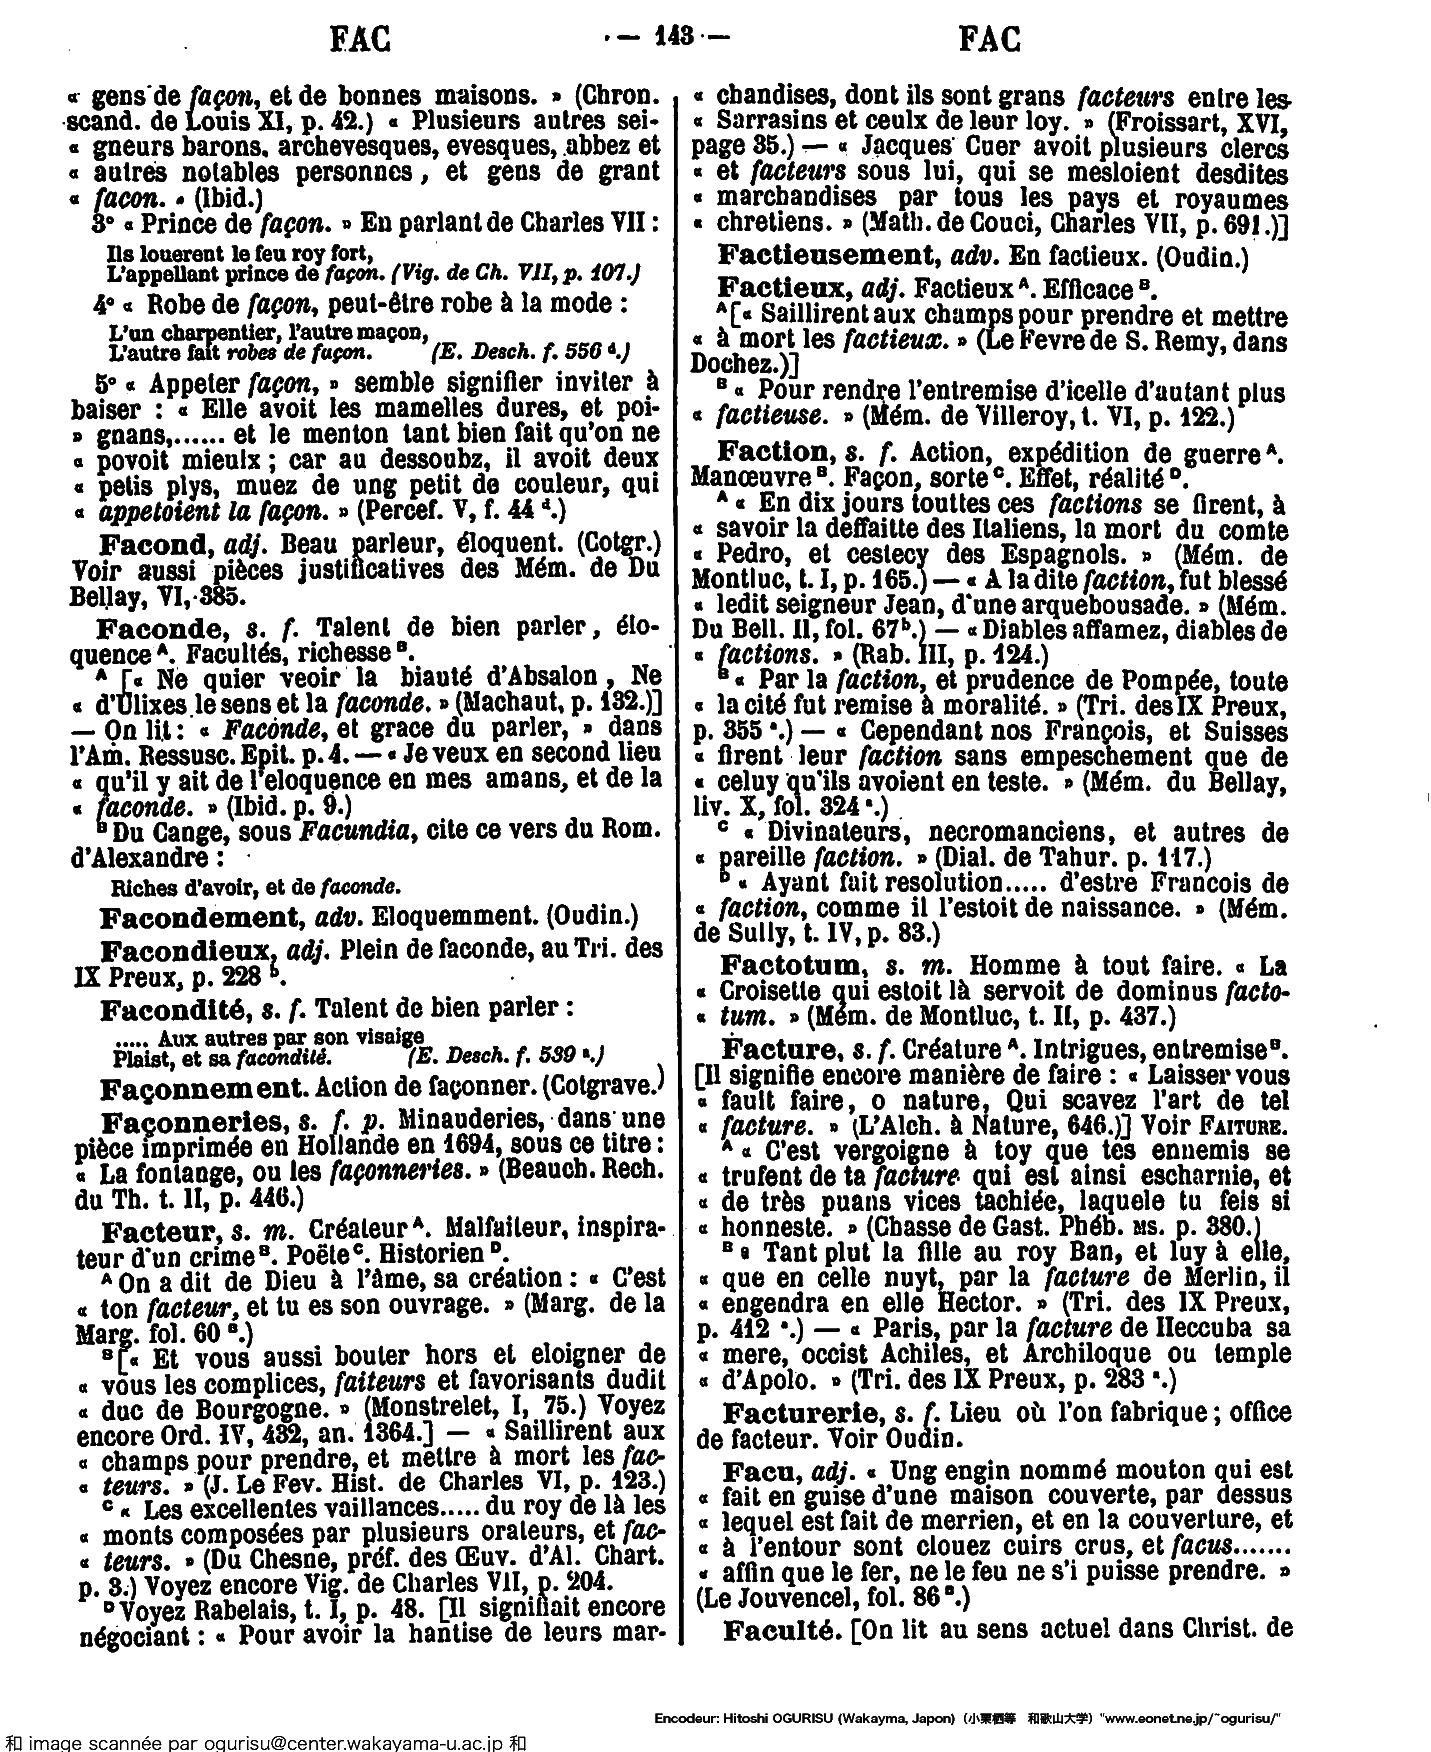 FAC — 143 — FAC
« gens de façon, et de bonnes maisons. » (Chron.
scand. de Louis XI, p. 42.) « Plusieurs autres sei-
« gneurs barons, archevesques, evesques, abbez et
« autres notables personnes, et gens de grant
« facon. » (Ibid.)
3° « Prince de façon. » En parlant de Charles VII :
Ils louerent le feu roy fort,
L'appellant prince de façon. (Vig. de Ch. VII, p. 107.)
4° « Robe de façon, peut-être robe à la mode :
L'un charpentier, l'autre maçon,
L'autre fait robes de façon. (E. Desch. f. 556 d.)
5° « Appeter façon, » semble signifier inviter à
baiser : « Elle avoit les mamelles dures, et poi-
» gnans,...... et le menton tant bien fait qu'on ne
« povoit mieulx ; car au dessoubz, il avoit deux
« petis plys, muez de ung petit de couleur, qui
« appetoient la façon. » (Percef. V, f. 44 d.)
Facond, adj. Beau parleur, éloquent. (Cotgr.)
Voir aussi pièces justificatives des Mém. de Du
Bellay, VI, 385.
Faconde, s. f. Talent de bien parler, élo-
quence A. Facultés, richesse B.
A [« Ne quier veoir la biauté d'Absalon, Ne
« d'Ulixes le sens et la faconde. » (Machaut, p. 132.)]
— On lit : « Faconde, et grace du parler, » dans
l'Am. Ressusc. Epit. p. 4. — « Je veux en second lieu
« qu'il y ait de l'eloquence en mes amans, et de la
« faconde. » (Ibid. p. 9.)
B Du Cange, sous Facundia, cite ce vers du Rom.
d'Alexandre :
Riches d'avoir, et de faconde.
Facondement, adv. Eloquemment. (Oudin.)
Facondieux, adj. Plein de faconde, au Tri. des
IX Preux, p. 228 b.
Facondité, s. f. Talent de bien parler :
..... Aux autres par son visaige
Plaist, et sa facondité. (E. Desch. f. 539 a.)
Façonnement. Action de façonner. (Cotgrave.)
Façonneries, s. f. p. Minauderies, dans une
pièce imprimée en Hollande en 1694, sous ce titre :
« La fontange, ou les façonneries. » (Beauch. Rech.
du Th. t. II, p. 446.)
Facteur, s. m. Créateur A. Malfaiteur, inspira-
teur d'un crime B. Poëte C. Historien D.
A On a dit de Dieu à l'âme, sa création : « C'est
« ton facteur, et tu es son ouvrage. » (Marg. de la
Marg. fol. 60 a.)
B [« Et vous aussi bouter hors et eloigner de
« vous les complices, faiteurs et favorisants dudit
« duc de Bourgogne. » (Monstrelet, I, 75.) Voyez
encore Ord. IV, 432, an. 1364.] — « Saillirent aux
« champs pour prendre, et mettre à mort les fac-
« teurs. » (J. Le Fev. Hist. de Charles VI, p. 123.)
C « Les excellentes vaillances..... du roy de là les
« monts composées par plusieurs orateurs, et fac-
« teurs. » (Du Chesne, préf. des Œuv. d'Al. Chart.
p. 3.) Voyez encore Vig. de Charles VII, p. 204.
D Voyez Rabelais, t. I, p. 48. [Il signifiait encore
négociant : « Pour avoir la hantise de leurs mar-
« chandises, dont ils sont grans facteurs entre les
« Sarrasins et ceulx de leur loy. » (Froissart, XVI,
page 35.) — « Jacques Cuer avoit plusieurs clercs
« et facteurs sous lui, qui se mesloient desdites
« marchandises par tous les pays et royaumes
« chretiens. » (Math. de Couci, Charles VII, p. 691.)]
Factieusement, adv. En factieux. (Oudin.)
Factieux, adj. Factieux A. Efficace B.
A [« Saillirent aux champs pour prendre et mettre
« à mort les factieux. » (Le Fevre de S. Remy, dans
Dochez.)]
B « Pour rendre l'entremise d'icelle d'autant plus
« factieuse. » (Mém. de Villeroy, t. VI, p. 122.)
Faction, s. f. Action, expédition de guerre A.
Manœuvre B. Façon, sorte C. Effet, réalité D.
A « En dix jours touttes ces factions se firent, à
« savoir la deffaitte des Italiens, la mort du comte
« Pedro, et cestecy des Espagnols. » (Mém. de
Montluc, t. I, p. 165.) — « A la dite faction, fut blessé
« ledit seigneur Jean, d'une arquebousade. » (Mém.
Du Bell. II, fol. 67 b.) — « Diables affamez, diables de
« factions. » (Rab. III, p. 124.)
B « Par la faction, et prudence de Pompée, toute
« la cité fut remise à moralité. » (Tri. des IX Preux,
p. 355 a.) — « Cependant nos François, et Suisses
« firent leur faction sans empeschement que de
« celuy qu'ils avoient en teste. » (Mém. du Bellay,
liv. X, fol. 324 a.)
C « Divinateurs, necromanciens, et autres de
« pareille faction. » (Dial. de Tahur. p. 117.)
D « Ayant fait resolution..... d'estre Francois de
« faction, comme il l'estoit de naissance. » (Mém.
de Sully, t. IV, p. 83.)
Factotum, s. m. Homme à tout faire. « La
« Croisette qui estoit là servoit de dominus facto-
« tum. » (Mém. de Montluc, t. II, p. 437.)
Facture, s. f. Créature A. Intrigues, entremise B.
[Il signifie encore manière de faire : « Laisser vous
« fault faire, o nature, Qui scavez l'art de tel
« facture. » (L'Alch. à Nature, 646.)] Voir FAITURE.
A « C'est vergoigne à toy que tes ennemis se
« trufent de ta facture qui est ainsi escharnie, et
« de très puans vices tachiée, laquele tu feis si
« honneste. » (Chasse de Gast. Phéb. MS. p. 380.)
B « Tant plut la fille au roy Ban, et luy à elle,
« que en celle nuyt, par la facture de Merlin, il
« engendra en elle Hector. » (Tri. des IX Preux,
p. 412 a.) — « Paris, par la facture de Heccuba sa
« mere, occist Achiles, et Archiloque ou temple
« d'Apolo. » (Tri. des IX Preux, p. 283 a.)
Facturerie, s. f. Lieu où l'on fabrique ; office
de facteur. Voir Oudin.
Facu, adj. « Ung engin nommé mouton qui est
« fait en guise d'une maison couverte, par dessus
« lequel est fait de merrien, et en la couverture, et
« à l'entour sont clouez cuirs crus, et facus.......
« affin que le fer, ne le feu ne s'i puisse prendre. »
(Le Jouvencel, fol. 86 a.)
Faculté. [On lit au sens actuel dans Christ. de
Encodeur: Hitoshi OGURISU (Wakayma, Japon) (小栗栖等 和歌山大学) "www.eonet.ne.jp/~ogurisu/"
和 image scannée par ogurisu@center.wakayama-u.ac.jp 和